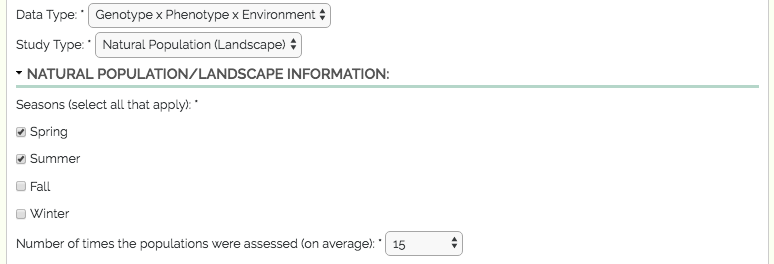 Data Type: * Genotype x Phenotype x Environment
Study Type: * Natural Population (Landscape)
NATURAL POPULATION/LANDSCAPE INFORMATION:
Seasons (select all that apply): *
Spring
Summer
Fall
Winter
Number of times the populations were assessed (on average): * 15